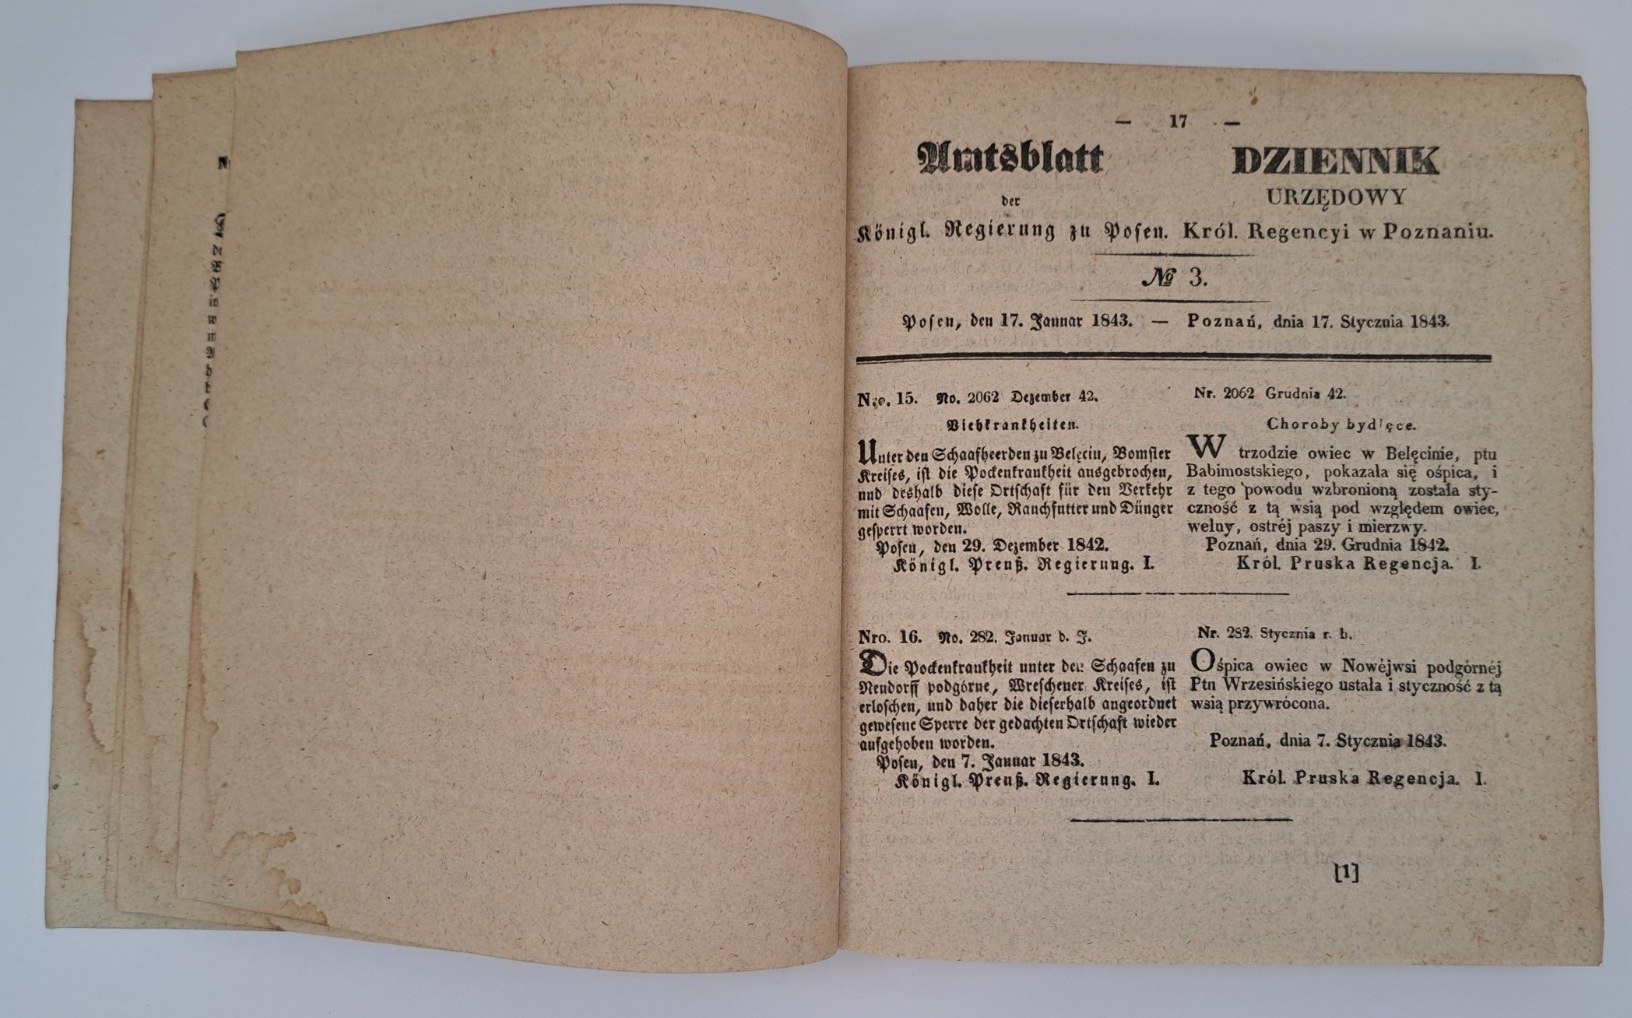 — 17 —
Amtsblatt
der
Königl. Regierung zu Posen.
DZIENNIK
URZĘDOWY
Król. Regencyi w Poznaniu.
№ 3.
Posen, den 17. Januar 1843. — Poznań, dnia 17. Stycznia 1843.
Nro. 15. No. 2062 Dezember 42.
Viehkrankheiten.
Unter den Schaafheerden zu Belęcin, Bomster
Kreises, ist die Pockenkrankheit ausgebrochen,
und deshalb diese Ortschaft für den Verkehr
mit Schaafen, Wolle, Rauchfutter und Dünger
gesperrt worden.
Posen, den 29. Dezember 1842.
Königl. Preuß. Regierung. I.
Nr. 2062 Grudnia 42.
Choroby bydlęce.
W trzodzie owiec w Belęcinie, ptu
Babimostskiego, pokazała się ośpica, i
z tego powodu wzbronioną została sty-
czność z tą wsią pod względem owiec,
wełny, ostréj paszy i mierzwy.
Poznań, dnia 29. Grudnia 1842.
Król. Pruska Regencja. I.
Nro. 16. No. 282. Januar d. J.
Die Pockenkrankheit unter den Schaafen zu
Neudorff podgórne, Wreschener Kreises, ist
erloschen, und daher die dieserhalb angeordnet
gewesene Sperre der gedachten Ortschaft wieder
aufgehoben worden.
Posen, den 7. Januar 1843.
Königl. Preuß. Regierung. I.
Nr. 282. Stycznia r. b.
Ośpica owiec w Nowéjwsi podgórnéj
Ptu Wrzesińskiego ustała i styczność z tą
wsią przywrócona.
Poznań, dnia 7. Stycznia 1843.
Król. Pruska Regencja. I.
[1]